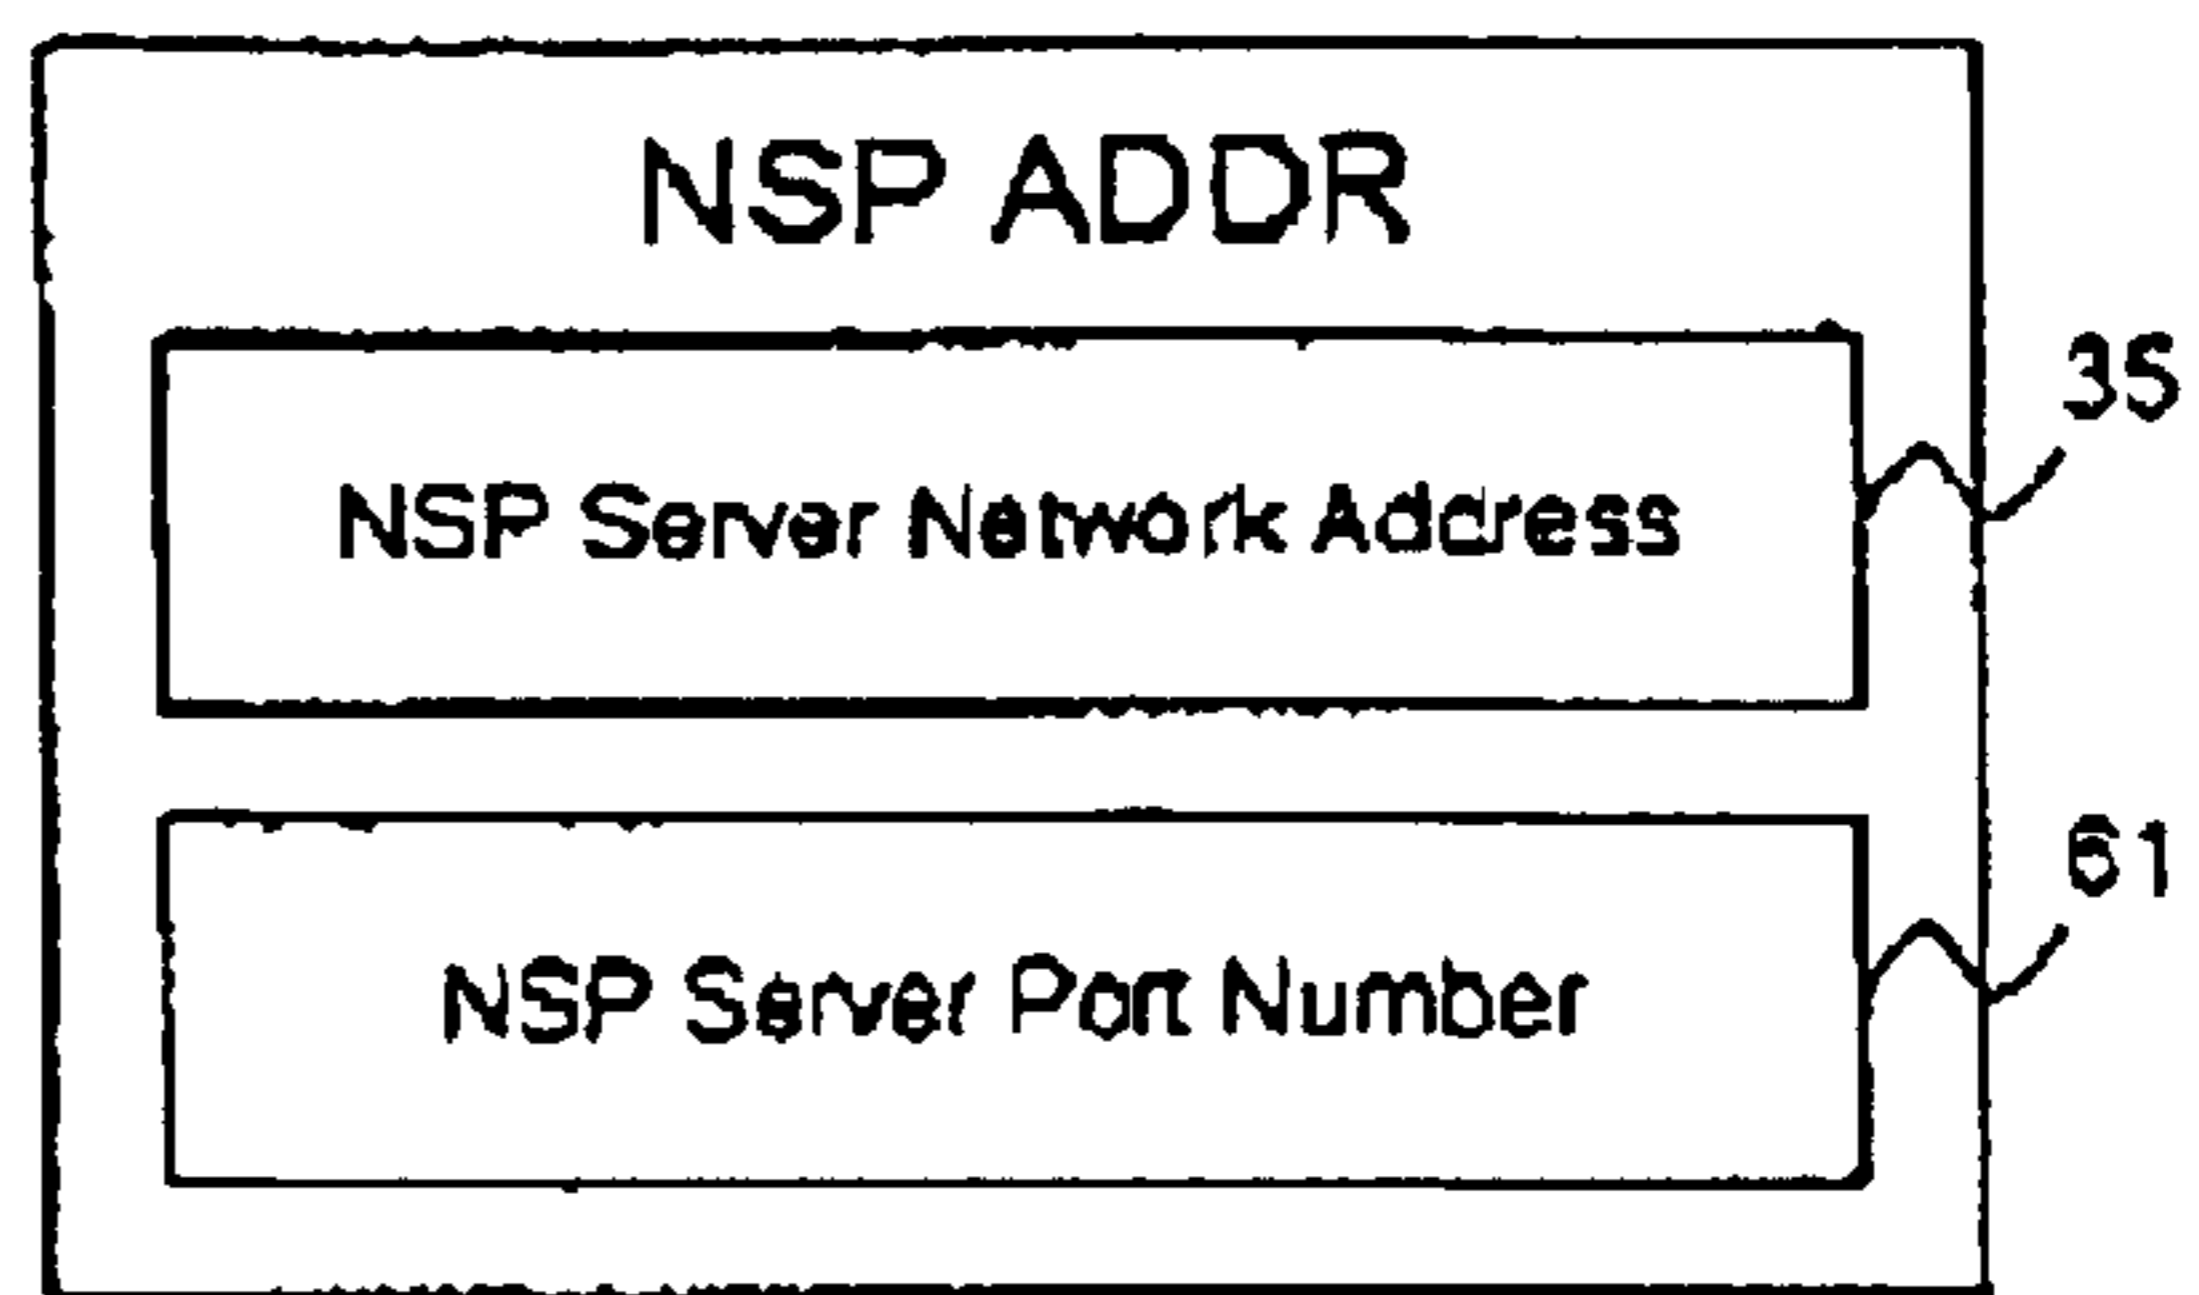 NSP ADDR
35
NSP Server Network Address
61
NSP Server Port Number